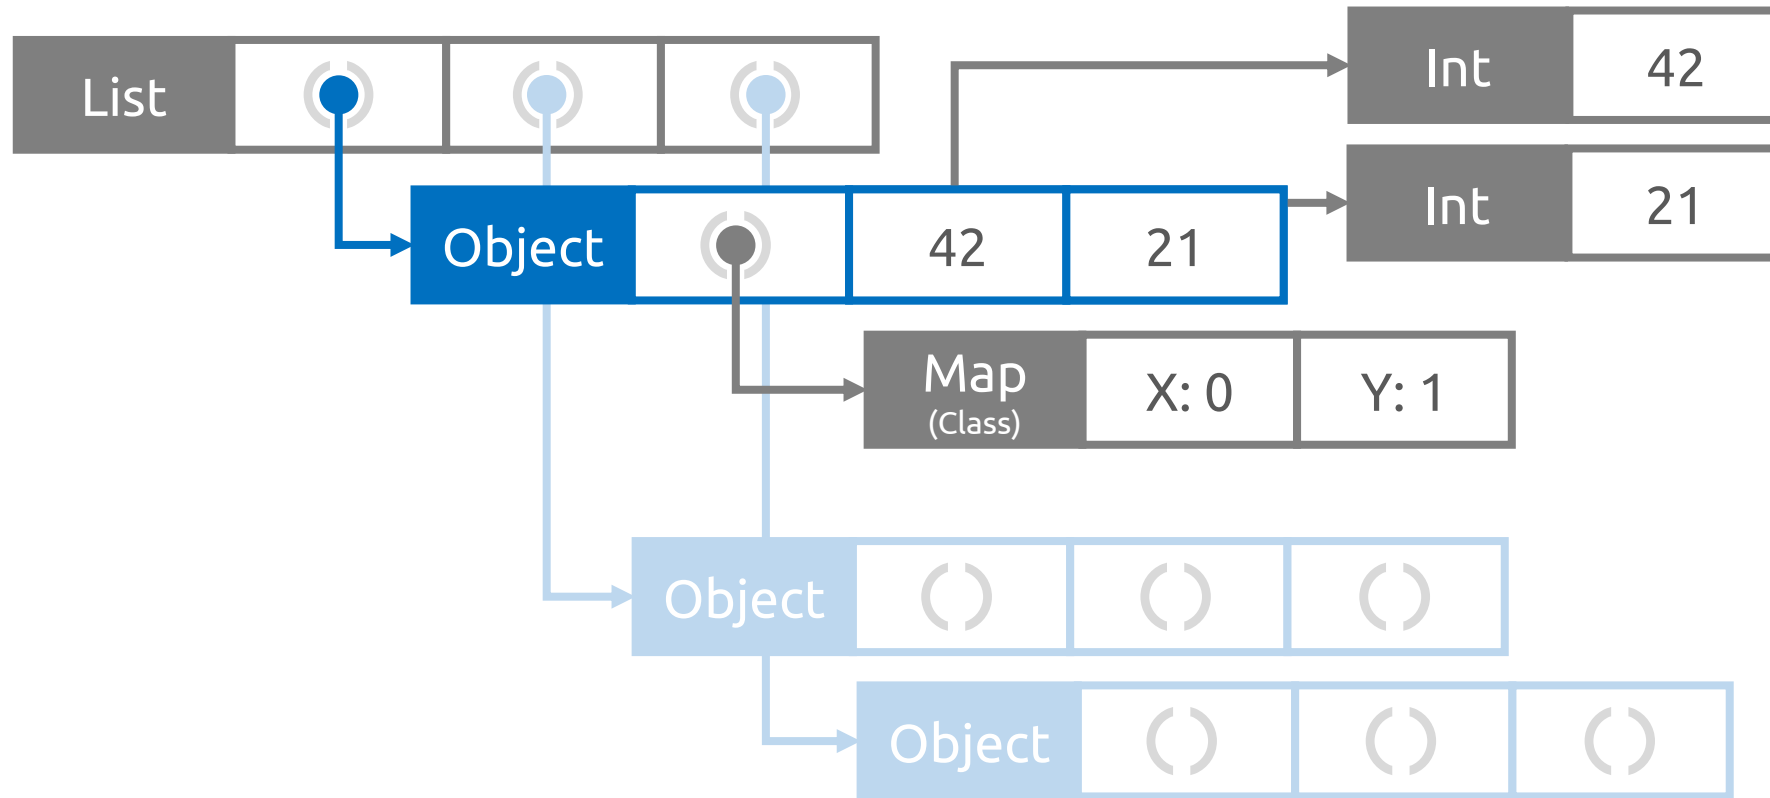 List
Int 42
Int 21
Object 42 21
Map
(Class)
X: 0 Y: 1
Object
Object